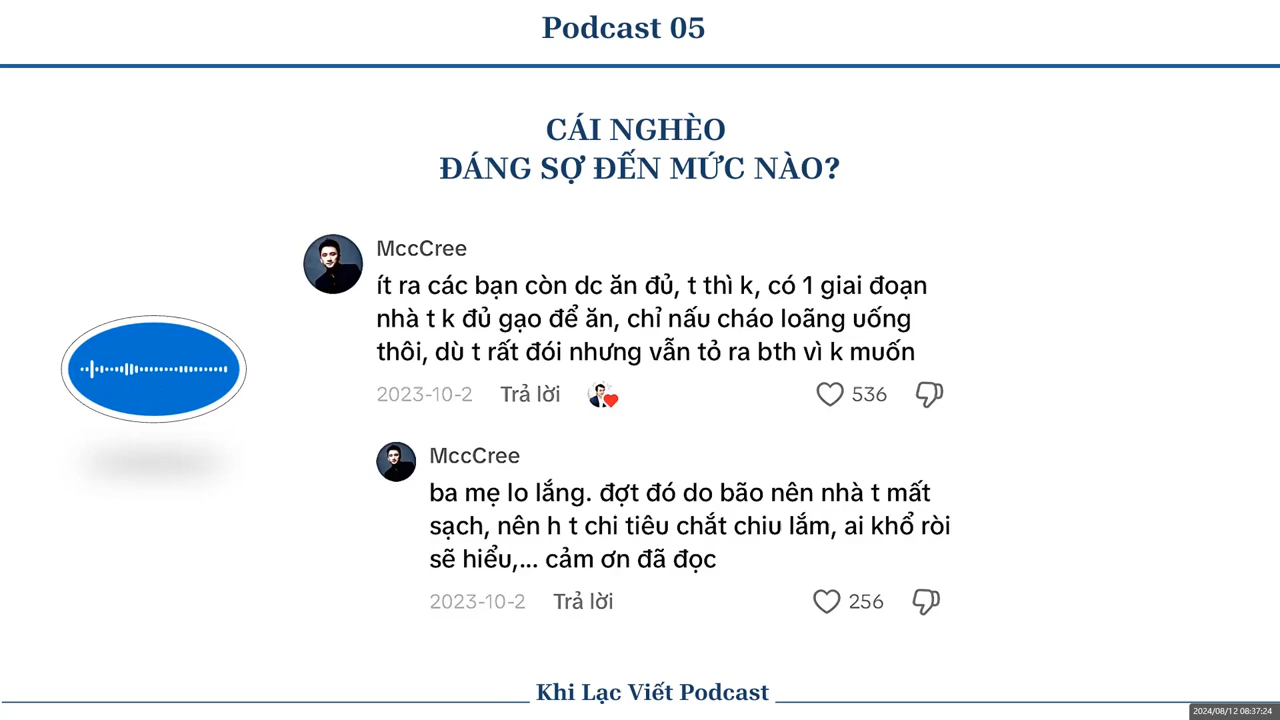 Podcast 05
CÁI NGHÈO
ĐÁNG SỢ ĐẾN MỨC NÀO?
MccCree
ít ra các bạn còn dc ăn đủ, t thì k, có 1 giai đoạn
nhà t k đủ gạo để ăn, chỉ nấu cháo loãng uống
thôi, dù t rất đói nhưng vẫn tỏ ra bth vì k muốn
2023-10-2 Trả lời 536
MccCree
ba mẹ lo lắng. đợt đó do bão nên nhà t mất
sạch, nên h t chi tiêu chắt chiu lắm, ai khổ ròi
sẽ hiểu,... cảm ơn đã đọc
2023-10-2 Trả lời 256
Khi Lạc Viết Podcast
2024/08/12 08:37:24